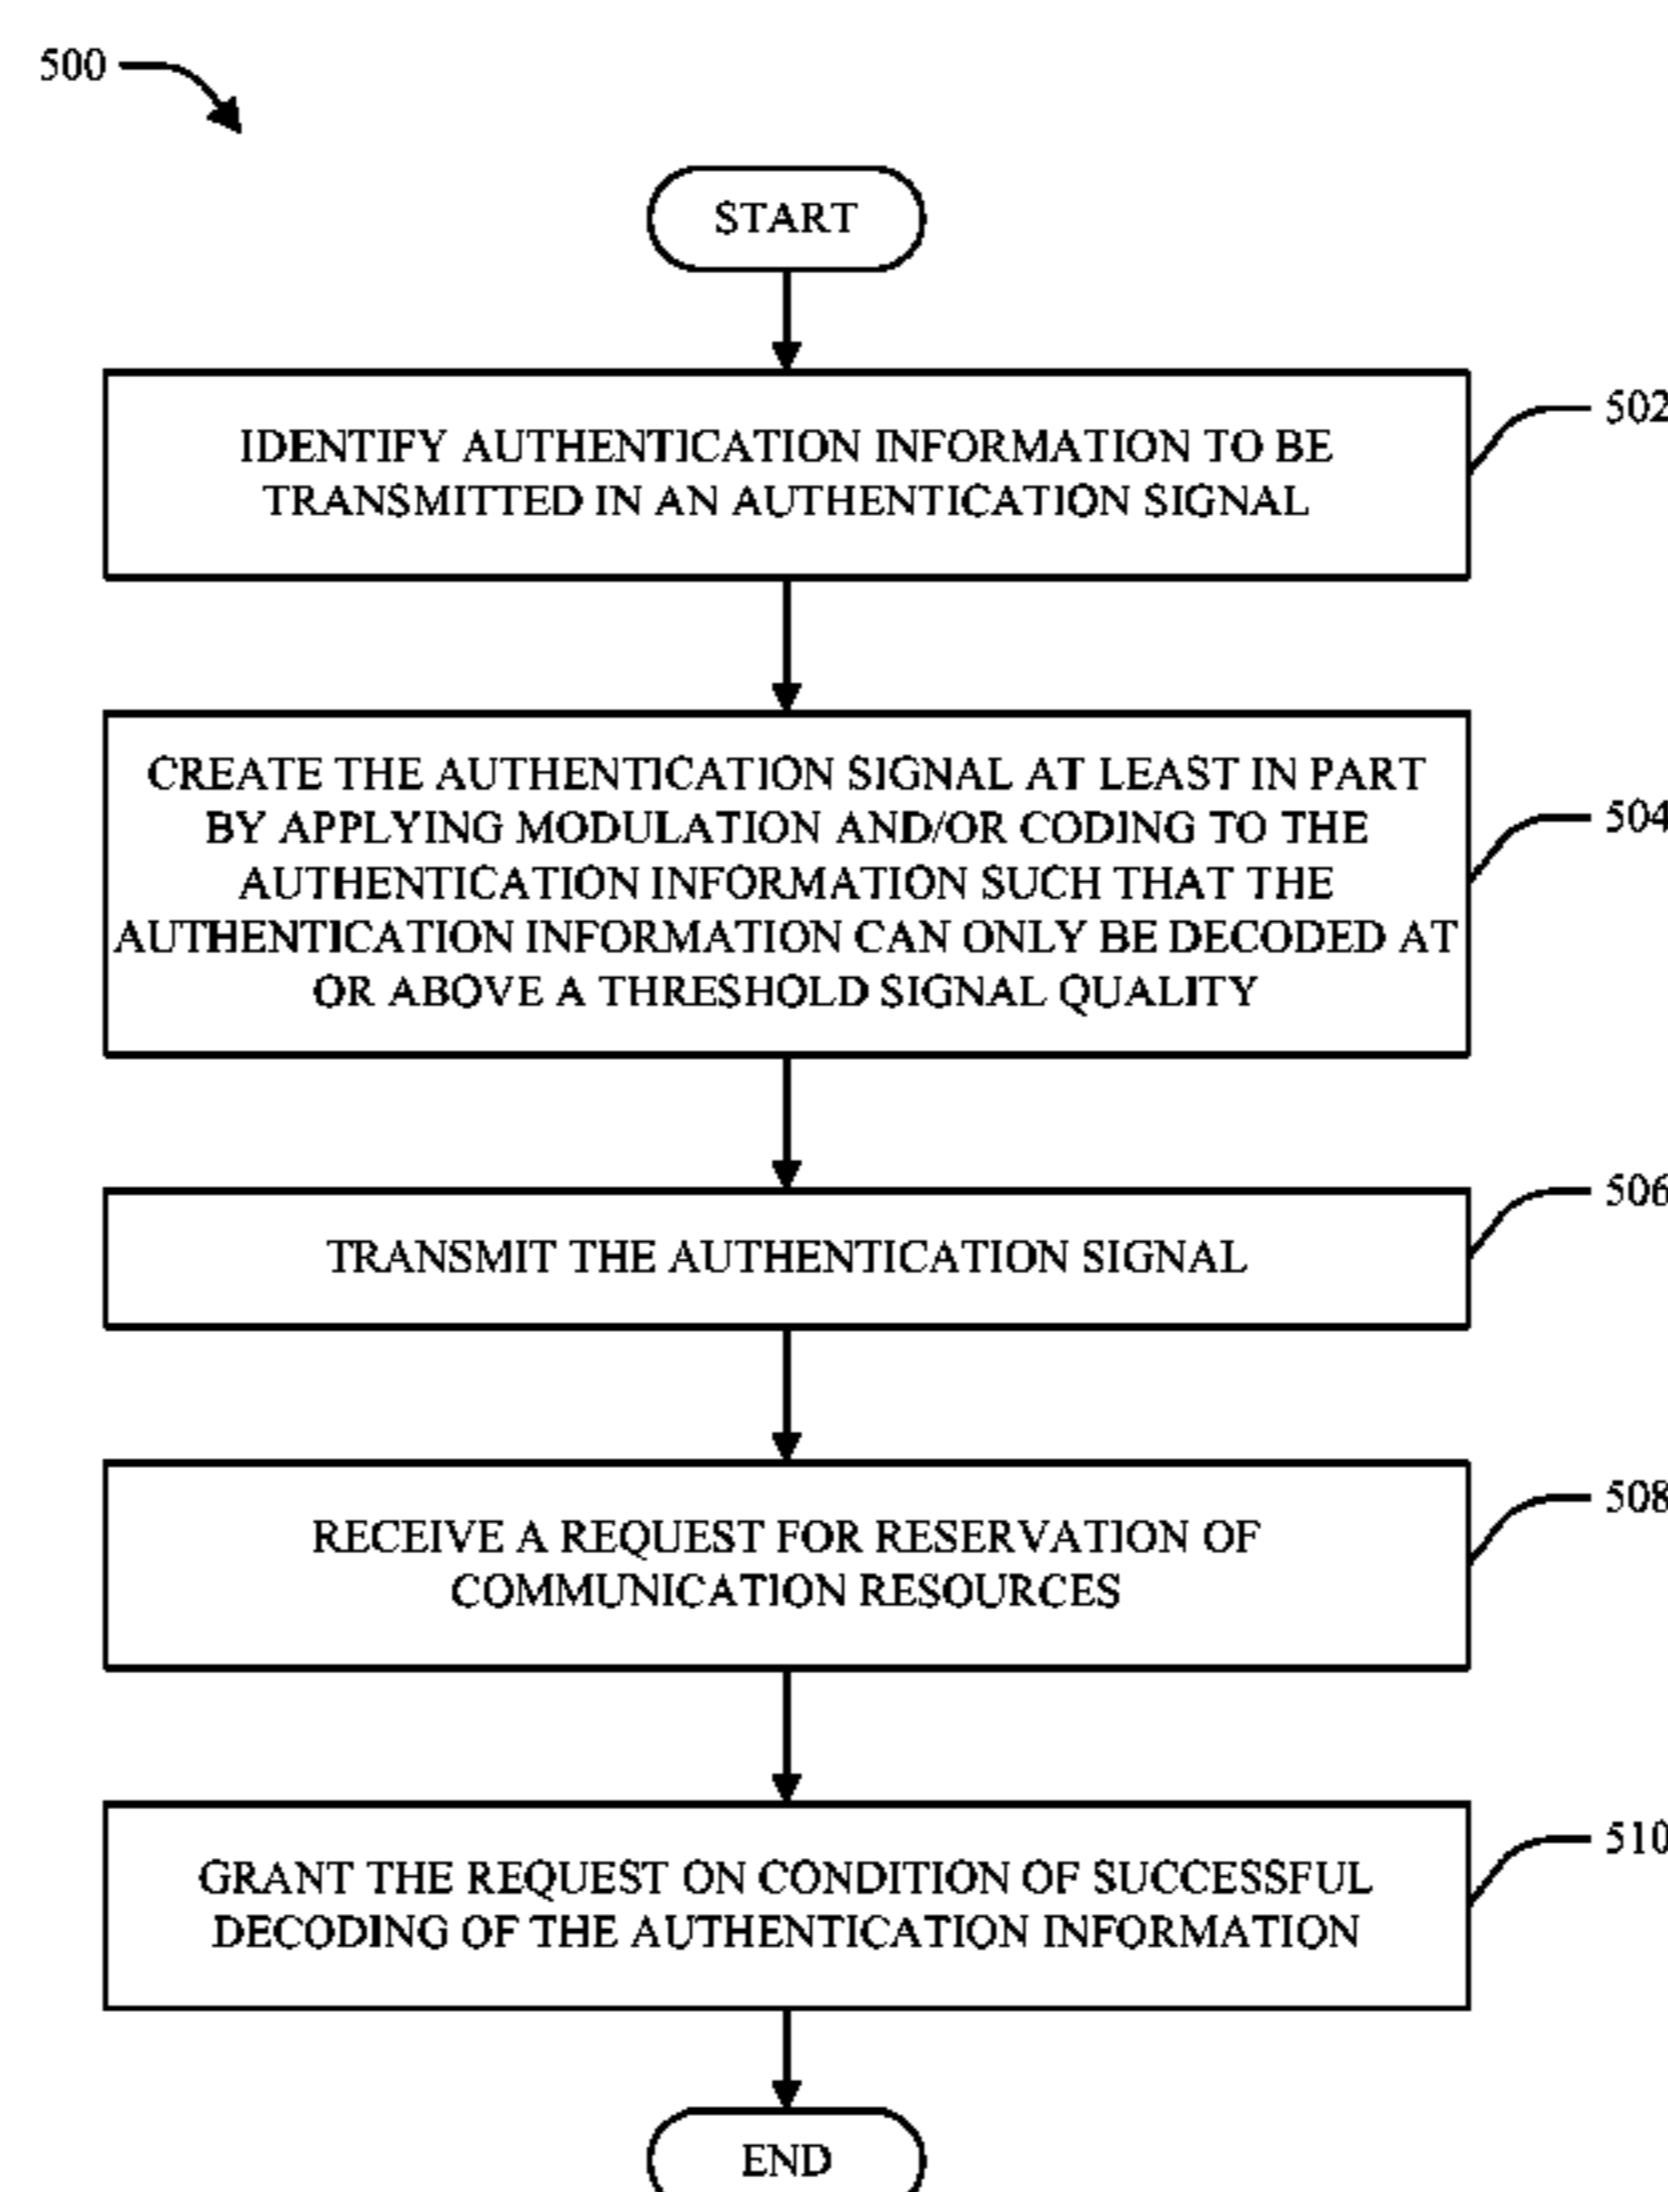 500
START
IDENTIFY AUTHENTICATION INFORMATION TO BE
TRANSMITTED IN AN AUTHENTICATION SIGNAL
502
CREATE THE AUTHENTICATION SIGNAL AT LEAST IN PART
BY APPLYING MODULATION AND/OR CODING TO THE
AUTHENTICATION INFORMATION SUCH THAT THE
AUTHENTICATION INFORMATION CAN ONLY BE DECODED AT
OR ABOVE A THRESHOLD SIGNAL QUALITY
504
TRANSMIT THE AUTHENTICATION SIGNAL
506
RECEIVE A REQUEST FOR RESERVATION OF
COMMUNICATION RESOURCES
508
GRANT THE REQUEST ON CONDITION OF SUCCESSFUL
DECODING OF THE AUTHENTICATION INFORMATION
510
END